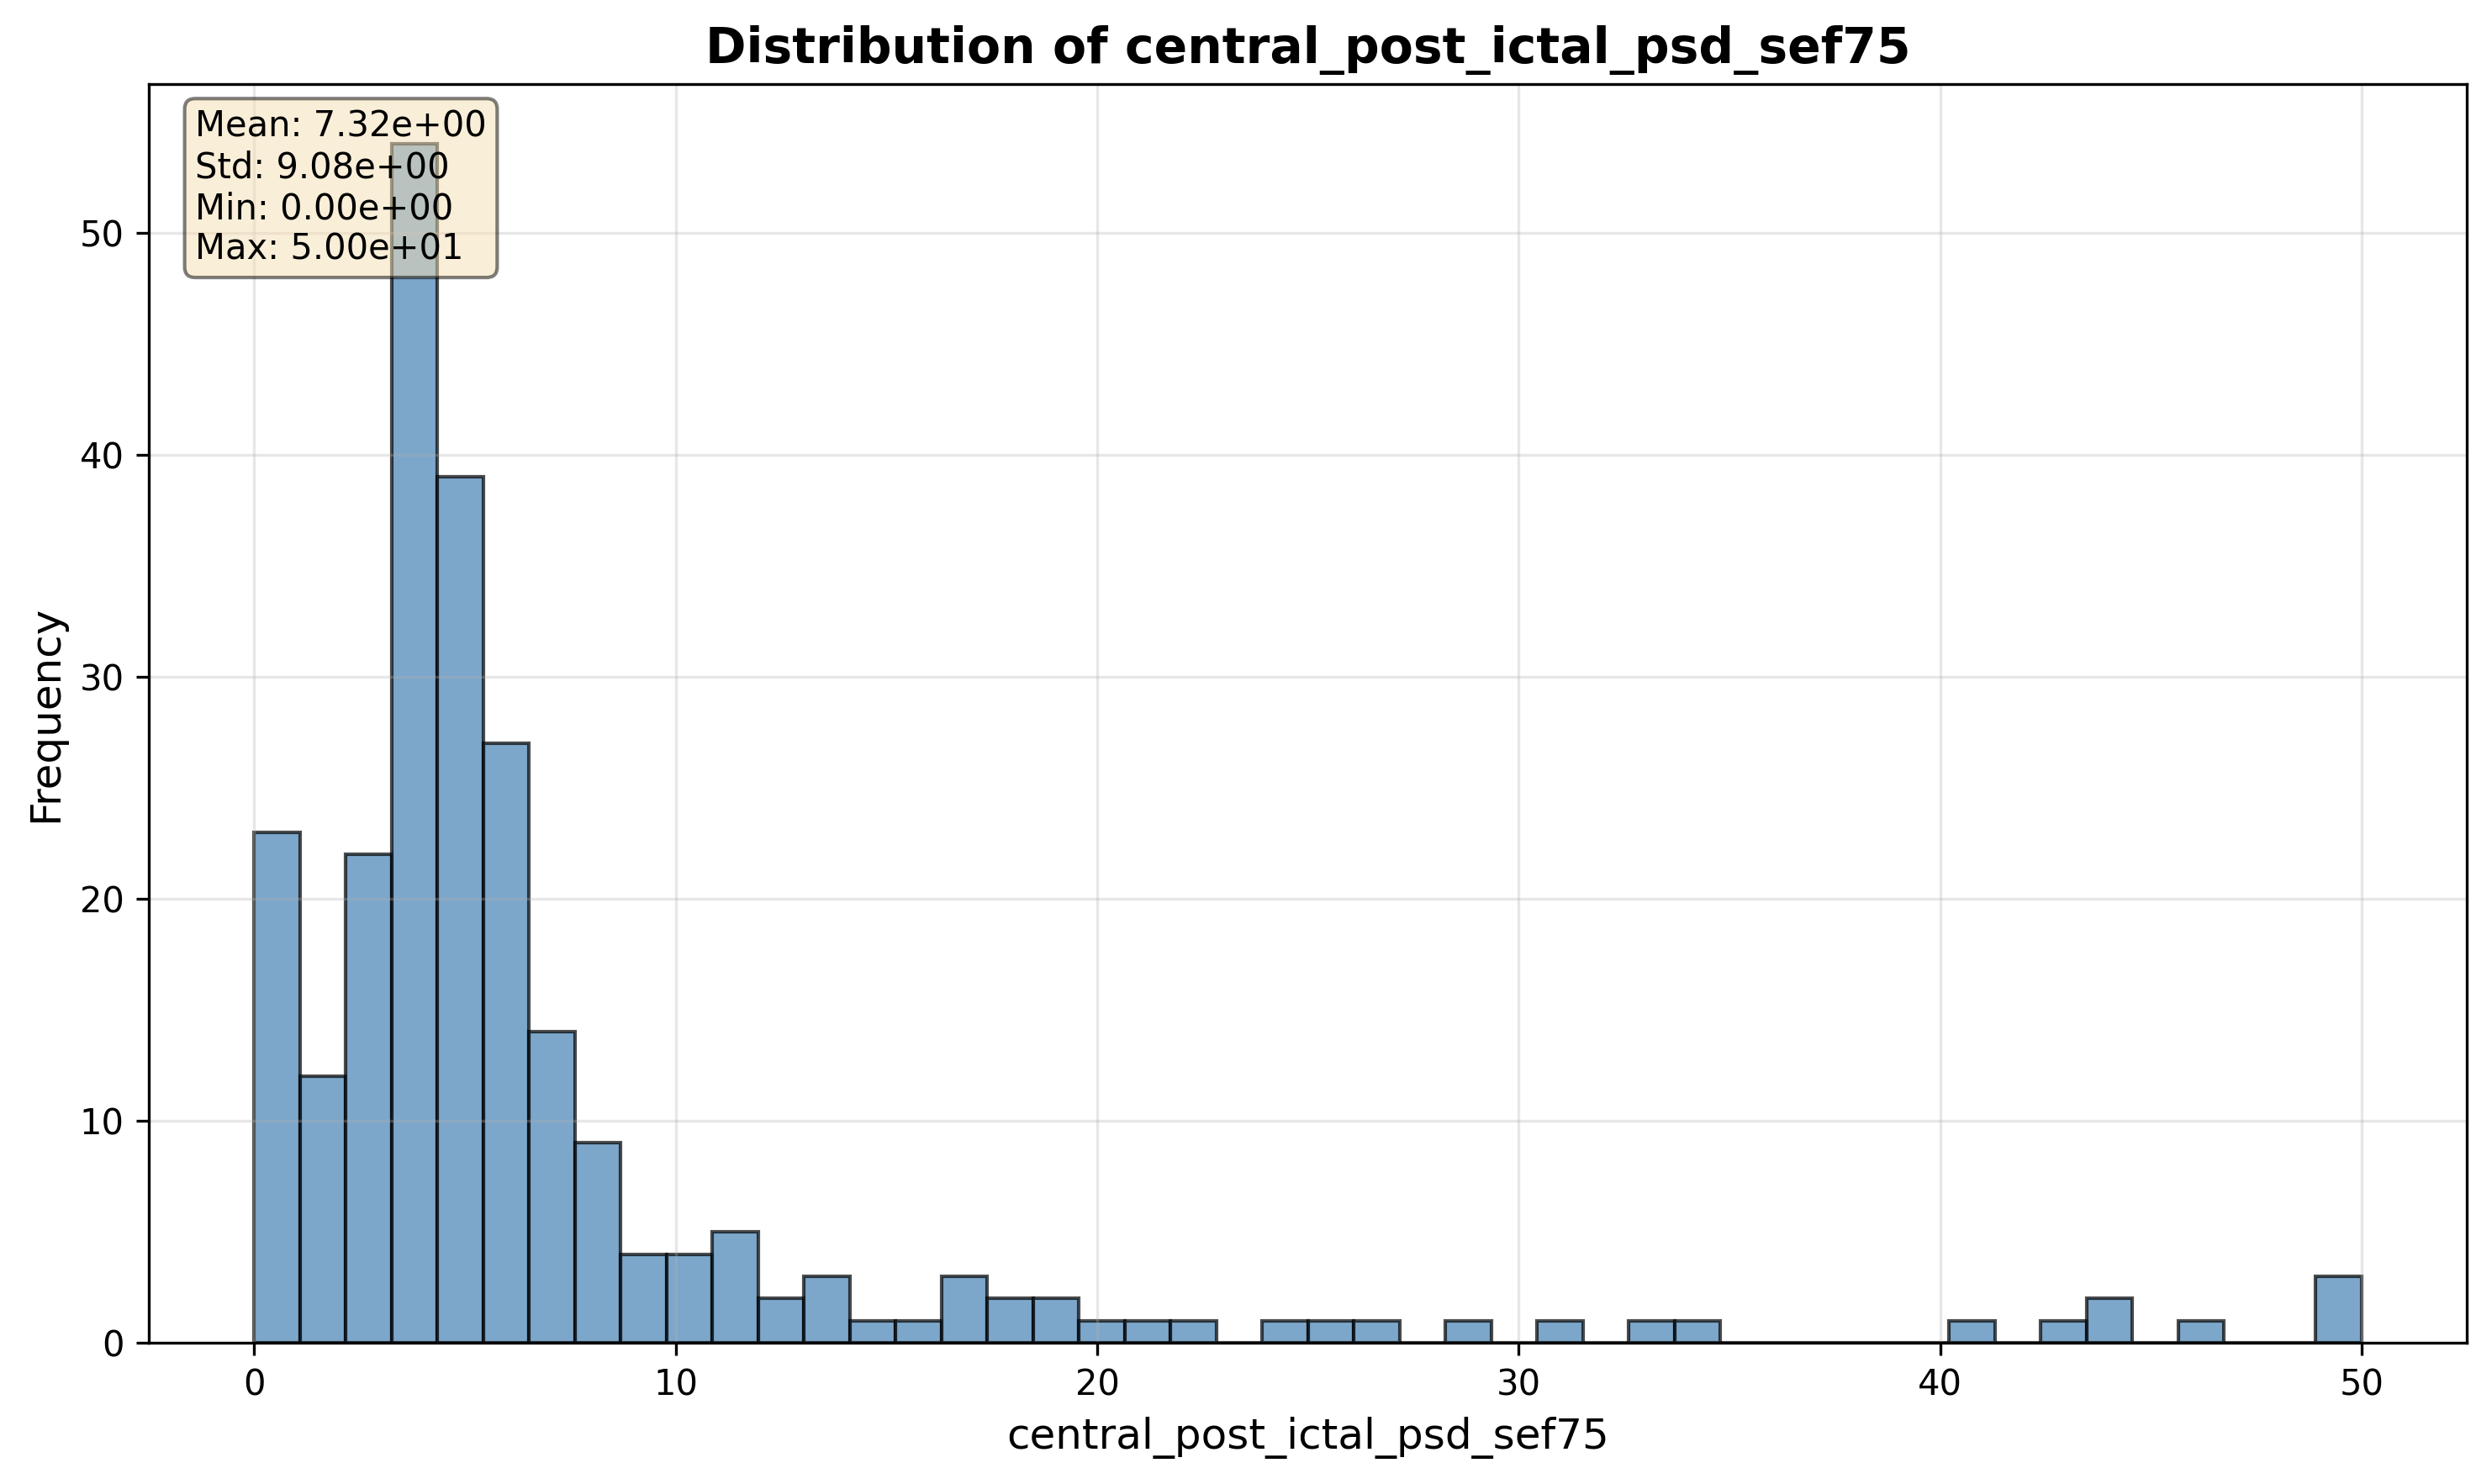 Distribution of central_post_ictal_psd_sef75
Mean: 7.32e+00
Std: 9.08e+00
Min: 0.00e+00
Max: 5.00e+01
50
40
30
20
10
0
Frequency
0 10 20 30 40 50
central_post_ictal_psd_sef75